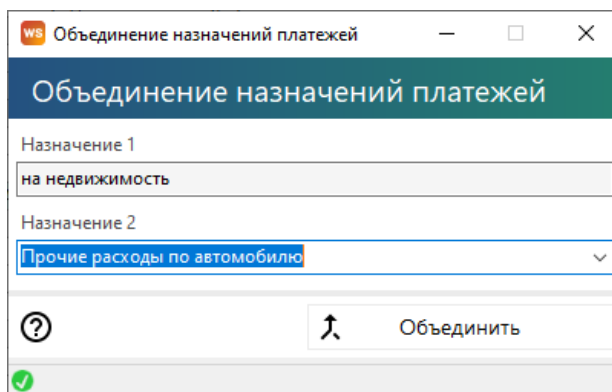 ws Объединение назначений платежей
Объединение назначений платежей
Назначение 1
на недвижимость
Назначение 2
Прочие расходы по автомобилю
Объединить